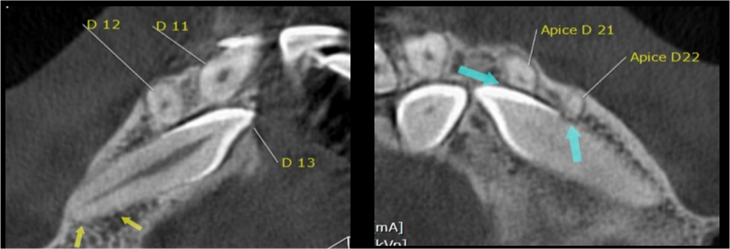 D 12
D 11
D 13
Apice D 21
Apice D22
mA]
kVp]